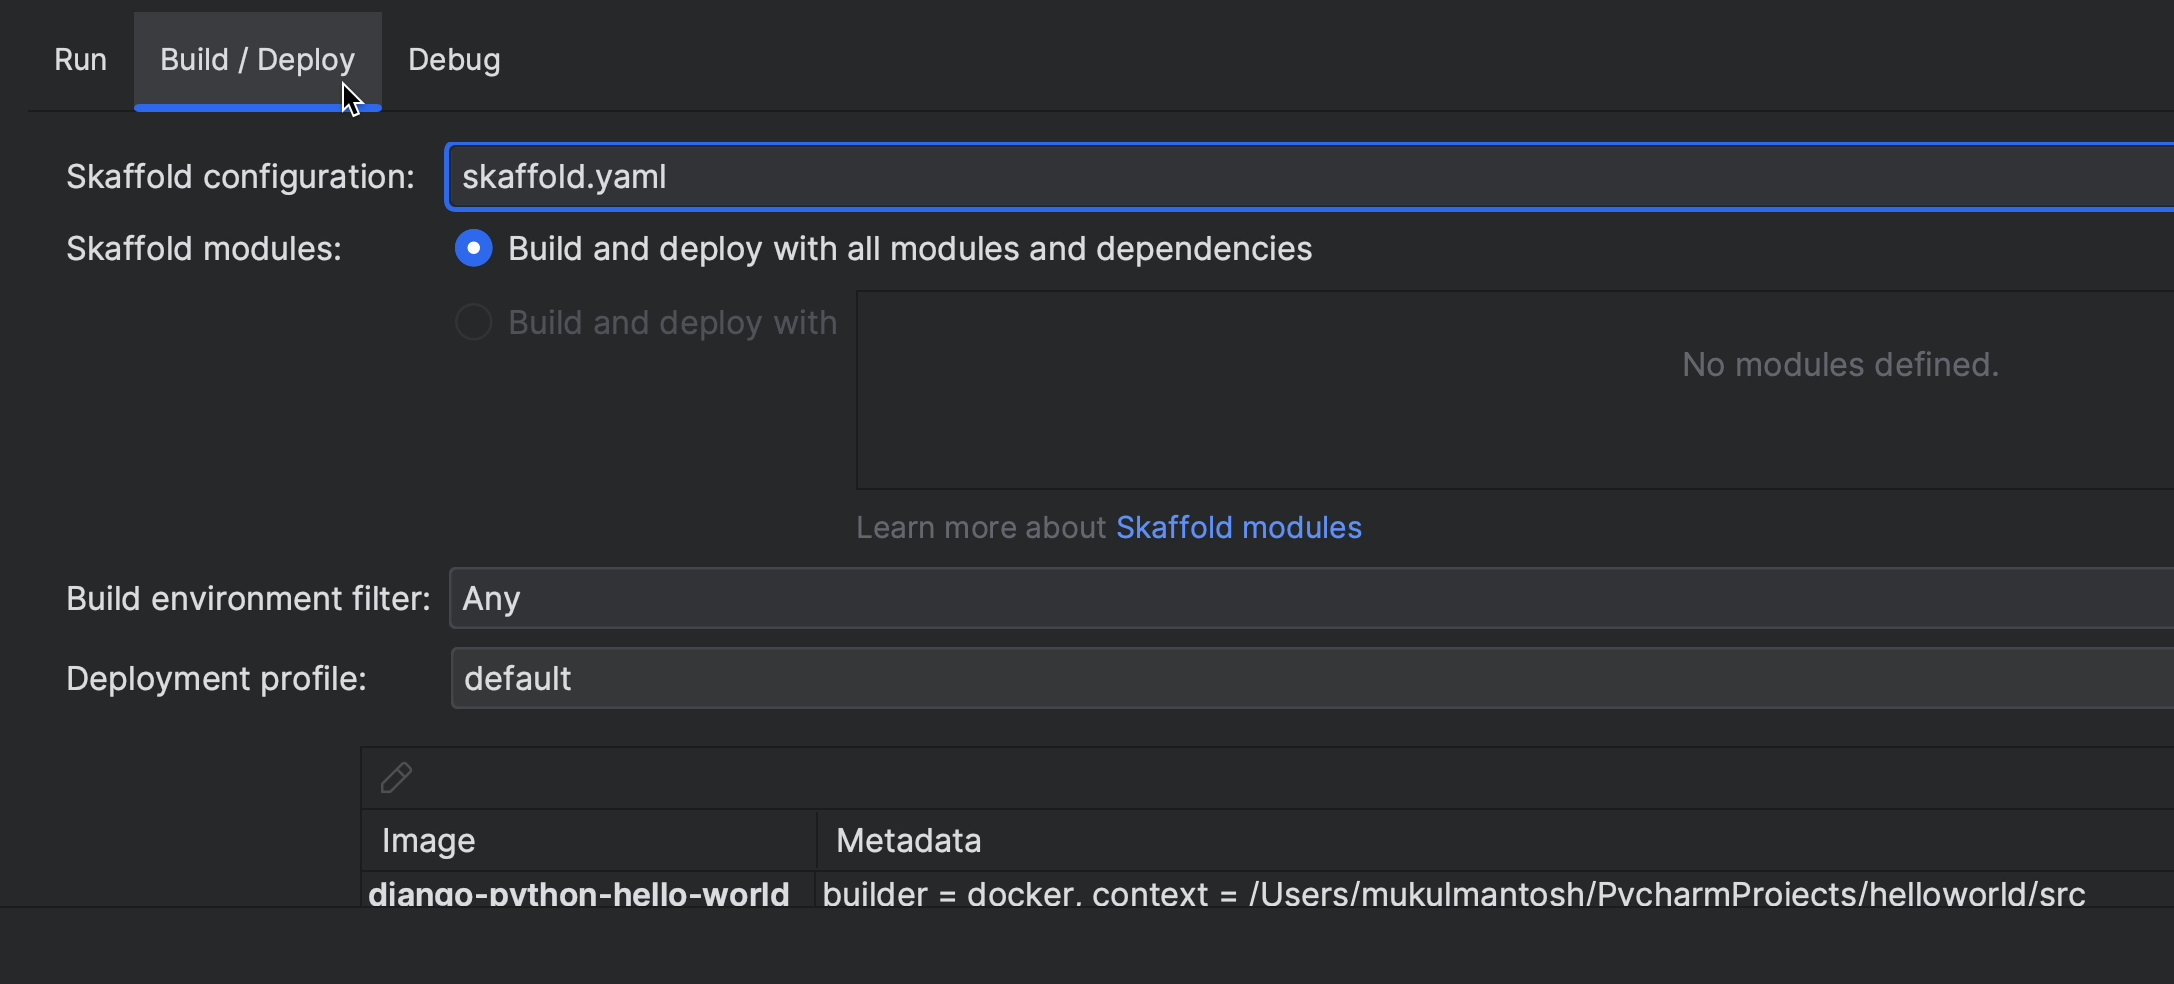 Run Build / Deploy Debug
Skaffold configuration: skaffold.yaml
Skaffold modules: Build and deploy with all modules and dependencies
Build and deploy with
No modules defined.
Learn more about Skaffold modules
Build environment filter: Any
Deployment profile: default
Image Metadata
django-python-hello-world builder = docker, context = /Users/mukulmantosh/PycharmProjects/helloworld/src